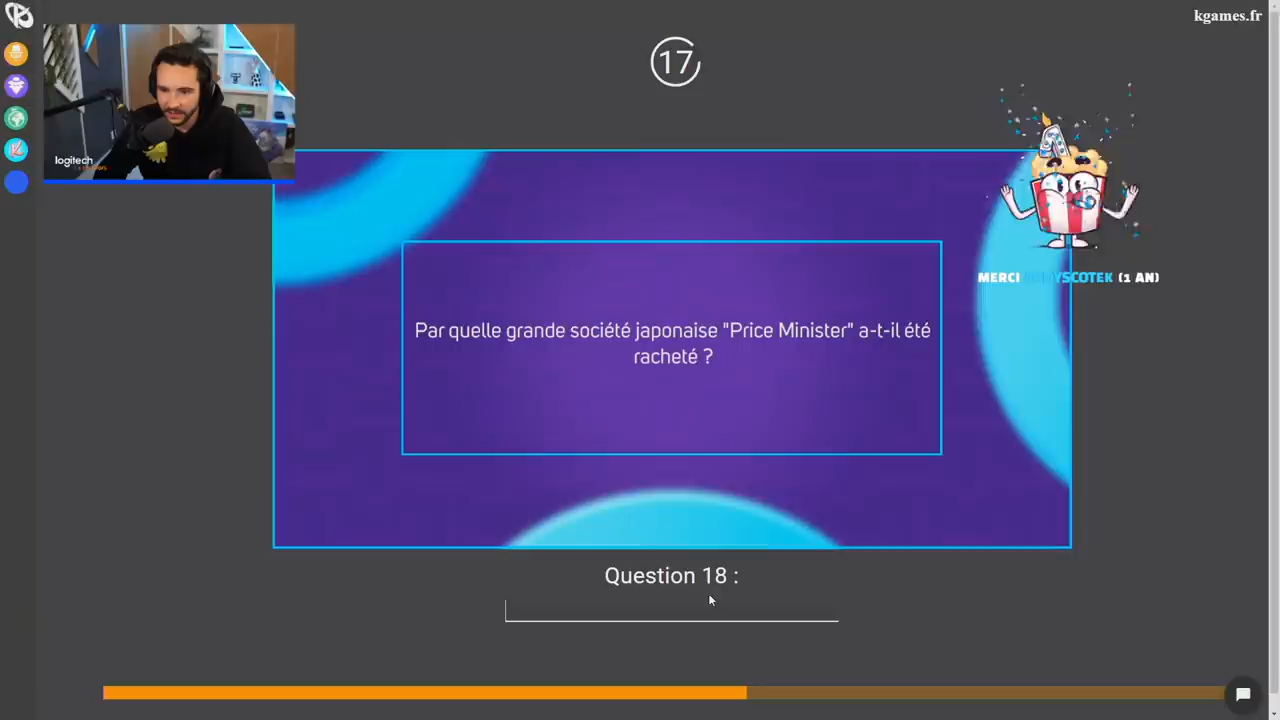 kgames.fr
17
logitech
Par quelle grande société japonaise "Price Minister" a-t-il été
racheté ?
MERCI
(1 AN)
Question 18 :